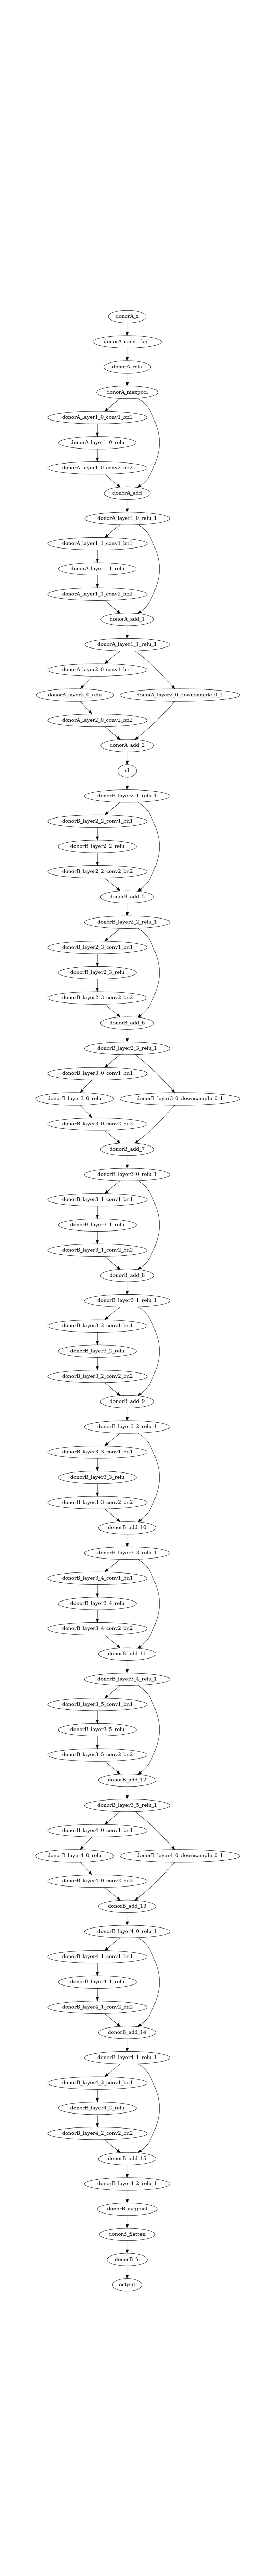 donorA_x
donorA_conv1_bn1
donorA_relu
donorA_maxpool
donorA_layer1_0_conv1_bn1
donorA_layer1_0_relu
donorA_layer1_0_conv2_bn2
donorA_add
donorA_layer1_0_relu_1
donorA_layer1_1_conv1_bn1
donorA_layer1_1_relu
donorA_layer1_1_conv2_bn2
donorA_add_1
donorA_layer1_1_relu_1
donorA_layer2_0_conv1_bn1
donorA_layer2_0_relu donorA_layer2_0_downsample_0_1
donorA_layer2_0_conv2_bn2
donorA_add_2
sl
donorB_layer2_1_relu_1
donorB_layer2_2_conv1_bn1
donorB_layer2_2_relu
donorB_layer2_2_conv2_bn2
donorB_add_5
donorB_layer2_2_relu_1
donorB_layer2_3_conv1_bn1
donorB_layer2_3_relu
donorB_layer2_3_conv2_bn2
donorB_add_6
donorB_layer2_3_relu_1
donorB_layer3_0_conv1_bn1
donorB_layer3_0_relu donorB_layer3_0_downsample_0_1
donorB_layer3_0_conv2_bn2
donorB_add_7
donorB_layer3_0_relu_1
donorB_layer3_1_conv1_bn1
donorB_layer3_1_relu
donorB_layer3_1_conv2_bn2
donorB_add_8
donorB_layer3_1_relu_1
donorB_layer3_2_conv1_bn1
donorB_layer3_2_relu
donorB_layer3_2_conv2_bn2
donorB_add_9
donorB_layer3_2_relu_1
donorB_layer3_3_conv1_bn1
donorB_layer3_3_relu
donorB_layer3_3_conv2_bn2
donorB_add_10
donorB_layer3_3_relu_1
donorB_layer3_4_conv1_bn1
donorB_layer3_4_relu
donorB_layer3_4_conv2_bn2
donorB_add_11
donorB_layer3_4_relu_1
donorB_layer3_5_conv1_bn1
donorB_layer3_5_relu
donorB_layer3_5_conv2_bn2
donorB_add_12
donorB_layer3_5_relu_1
donorB_layer4_0_conv1_bn1
donorB_layer4_0_relu donorB_layer4_0_downsample_0_1
donorB_layer4_0_conv2_bn2
donorB_add_13
donorB_layer4_0_relu_1
donorB_layer4_1_conv1_bn1
donorB_layer4_1_relu
donorB_layer4_1_conv2_bn2
donorB_add_14
donorB_layer4_1_relu_1
donorB_layer4_2_conv1_bn1
donorB_layer4_2_relu
donorB_layer4_2_conv2_bn2
donorB_add_15
donorB_layer4_2_relu_1
donorB_avgpool
donorB_flatten
donorB_fc
output